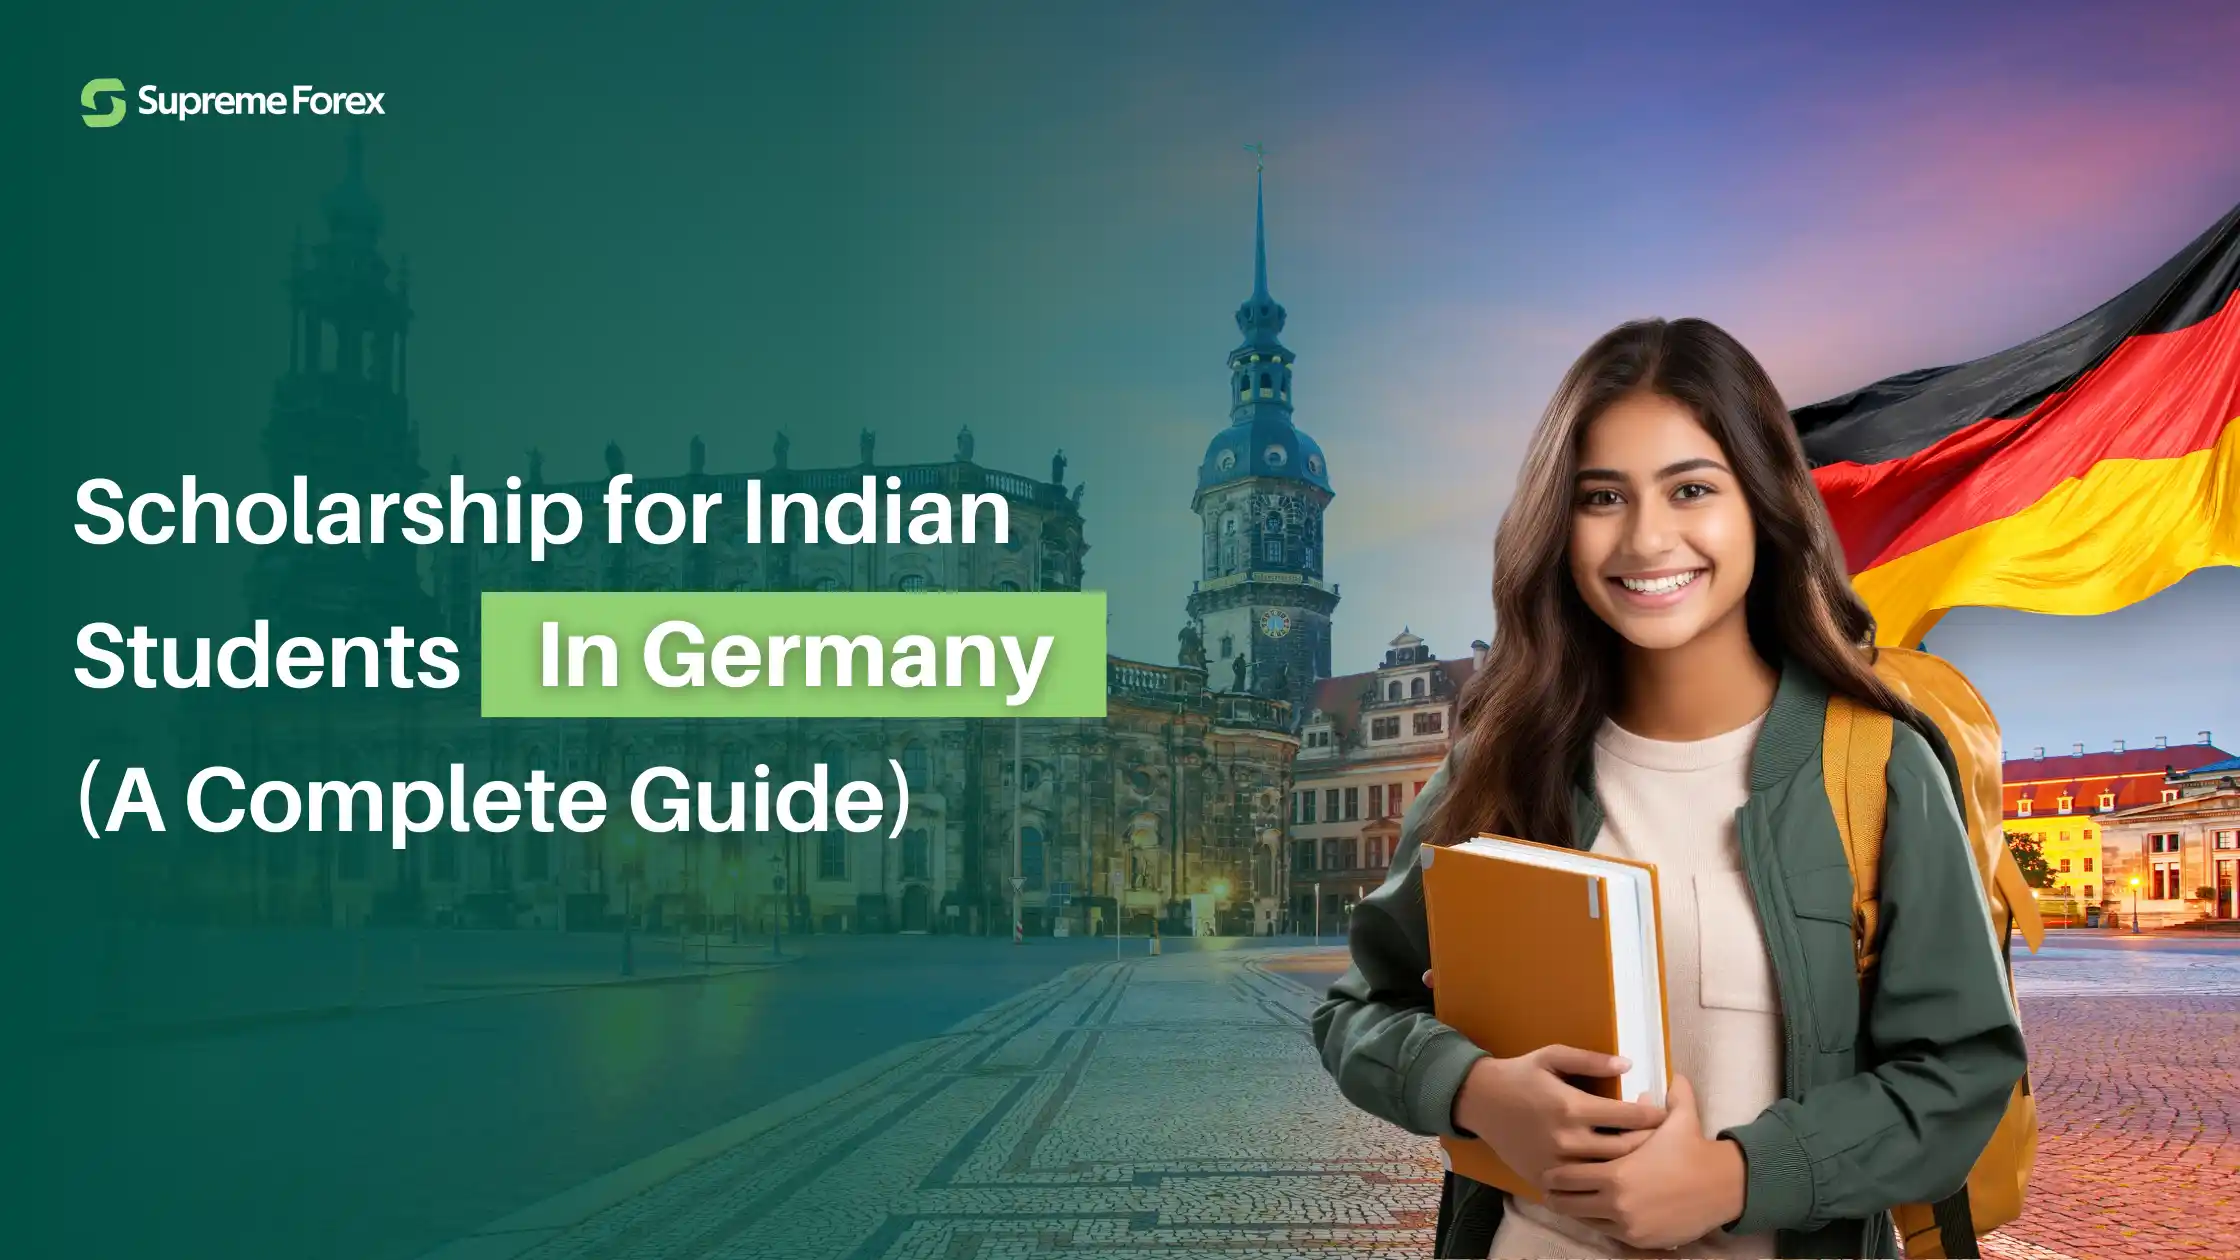 Supreme Forex
Scholarship for Indian
Students In Germany
(A Complete Guide)